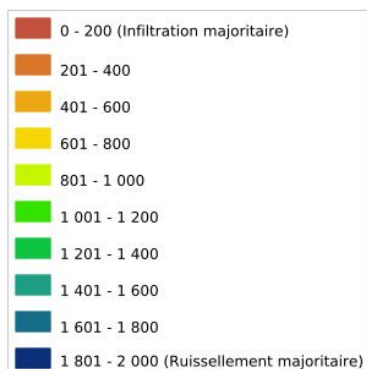 0 - 200 (Infiltration majoritaire)
201 - 400
401 - 600
601 - 800
801 - 1 000
1 001 - 1 200
1 201 - 1 400
1 401 - 1 600
1 601 - 1 800
1 801 - 2 000 (Ruissellement majoritaire)